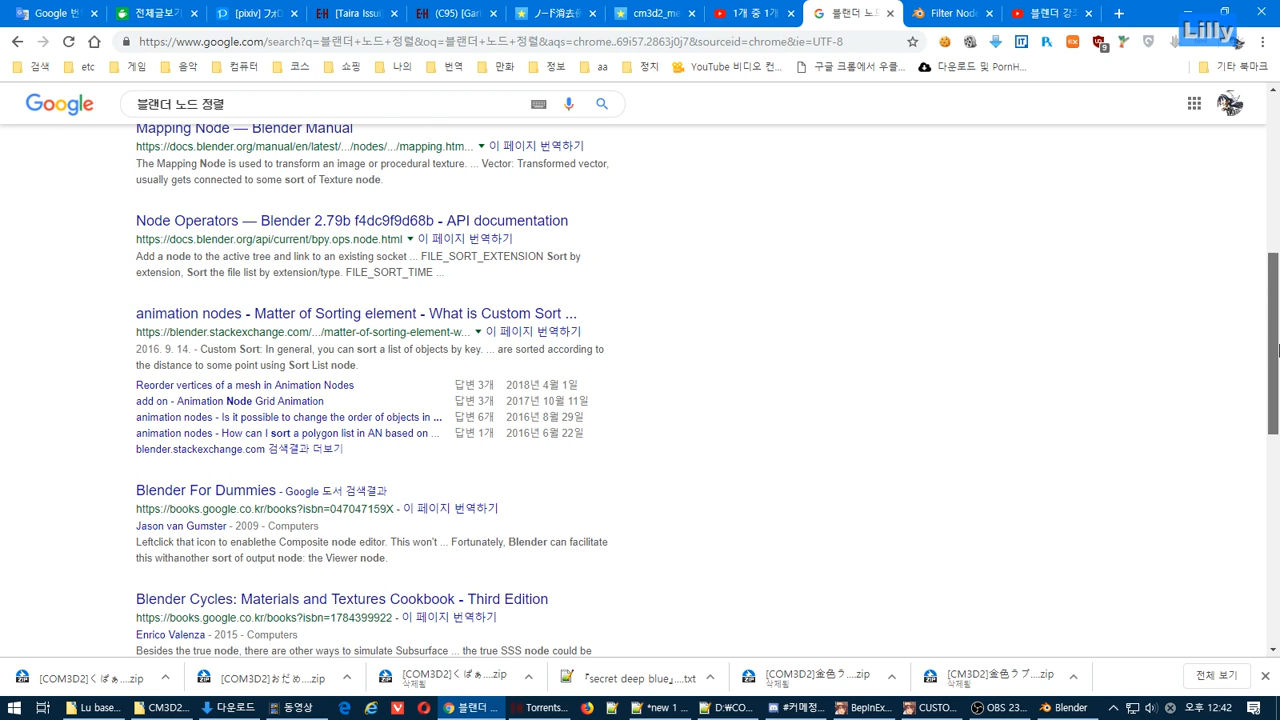 Google 번
전체글보기
[pixiv] フォ
[Taira Issui
(C95) [Gar
ノード消去
cm3d2_me
1개 중 1개
블랜더 노드
Filter Node
블랜더 강
Lilly
https://www.google.com/search?q=블랜더+노드+정렬&oq=블랜더+노드+정렬&aqs=chrome..69i57.2863j0j7&sourceid=chrome&ie=UTF-8
검색
etc
게임
음악
컴퓨터
코스
쇼핑
나
번역
만화
정보
aa
정치
YouTube 비디오 컨...
구글 크롬에서 우클...
다운로드 및 PornH...
기타 북마크
Google
블랜더 노드 정렬
Mapping Node — Blender Manual
https://docs.blender.org/manual/en/latest/.../nodes/.../mapping.htm... ▼ 이 페이지 번역하기
The Mapping Node is used to transform an image or procedural texture. ... Vector: Transformed vector,
usually gets connected to some sort of Texture node.
Node Operators — Blender 2.79b f4dc9f9d68b - API documentation
https://docs.blender.org/api/current/bpy.ops.node.html ▼ 이 페이지 번역하기
Add a node to the active tree and link to an existing socket ... FILE_SORT_EXTENSION Sort by
extension, Sort the file list by extension/type. FILE_SORT_TIME ...
animation nodes - Matter of Sorting element - What is Custom Sort ...
https://blender.stackexchange.com/.../matter-of-sorting-element-w... ▼ 이 페이지 번역하기
2016. 9. 14. - Custom Sort: In general, you can sort a list of objects by key. ... are sorted according to
the distance to some point using Sort List node.
Reorder vertices of a mesh in Animation Nodes 답변 3개 2018년 4월 1일
add on - Animation Node Grid Animation 답변 3개 2017년 10월 11일
animation nodes - Is it possible to change the order of objects in ... 답변 6개 2016년 8월 29일
animation nodes - How can I sort a polygon list in AN based on ... 답변 1개 2016년 6월 22일
blender.stackexchange.com 검색결과 더보기
Blender For Dummies - Google 도서 검색결과
https://books.google.co.kr/books?isbn=047047159X - 이 페이지 번역하기
Jason van Gumster - 2009 - Computers
Leftclick that icon to enablethe Composite node editor. This won't ... Fortunately, Blender can facilitate
this withanother sort of output node: the Viewer node.
Blender Cycles: Materials and Textures Cookbook - Third Edition
https://books.google.co.kr/books?isbn=1784399922 - 이 페이지 번역하기
Enrico Valenza - 2015 - Computers
Besides the true node, there are other ways to simulate Subsurface ... the true SSS node could be
[COM3D2]くぱぁ....zip
[COM3D2]おだめ....zip
[COM3D2]くぱぁ....zip
삭제됨
「secret deep blue」....txt
[COM3D2]金色う....zip
삭제됨
[CM3D2]金色ラブ....zip
삭제됨
전체 보기
Lu base...
CM3D2...
다운로드
동영상
블랜더 ...
Torrents...
*new 1 ...
D:₩CO...
#커메정...
BepInEx...
CUSTO...
OBS 23...
Blender
오후 12:42